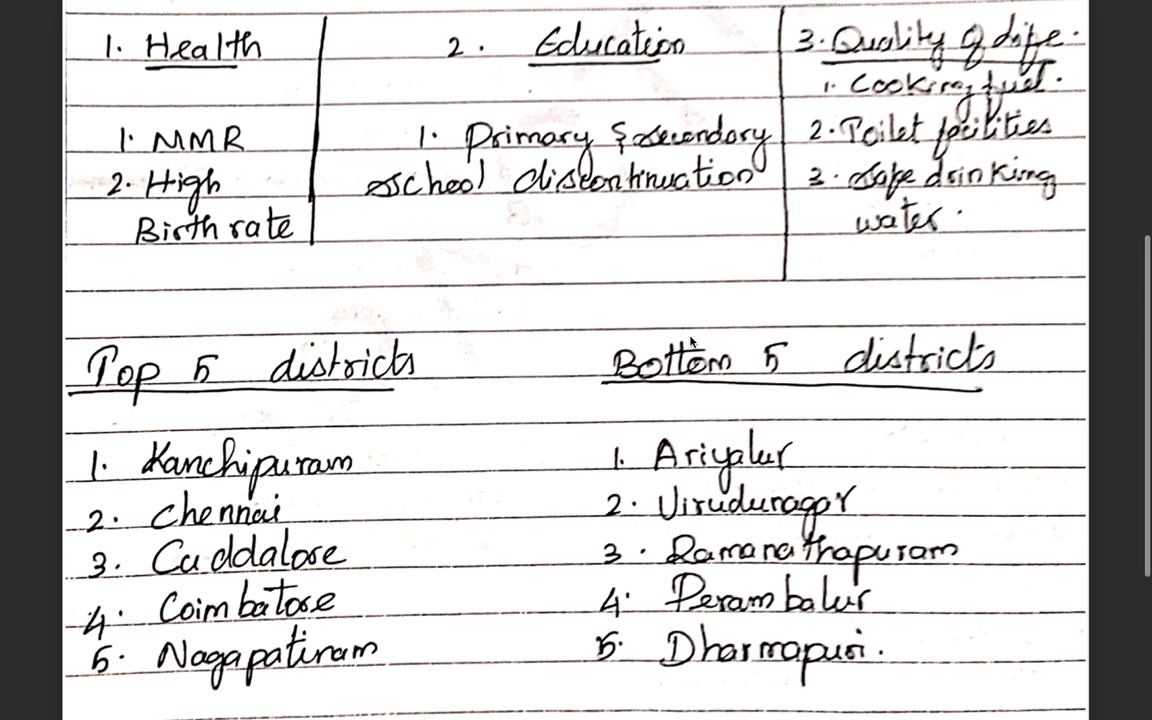 1. Health
1. MMR
2. High
Birth rate
2. Education
1. Primary & secondary
school discontinuation
3. Quality of life.
1. Cooking fuel.
2. Toilet facilities
3. Safe drinking
water.
Top 5 districts
1. Kanchipuram
2. Chennai
3. Cuddalore
4. Coimbatore
5. Nagapatinam
Bottom 5 districts
1. Ariyalur
2. Virudunagar
3. Ramanathapuram
4. Perambalur
5. Dharmapuri.